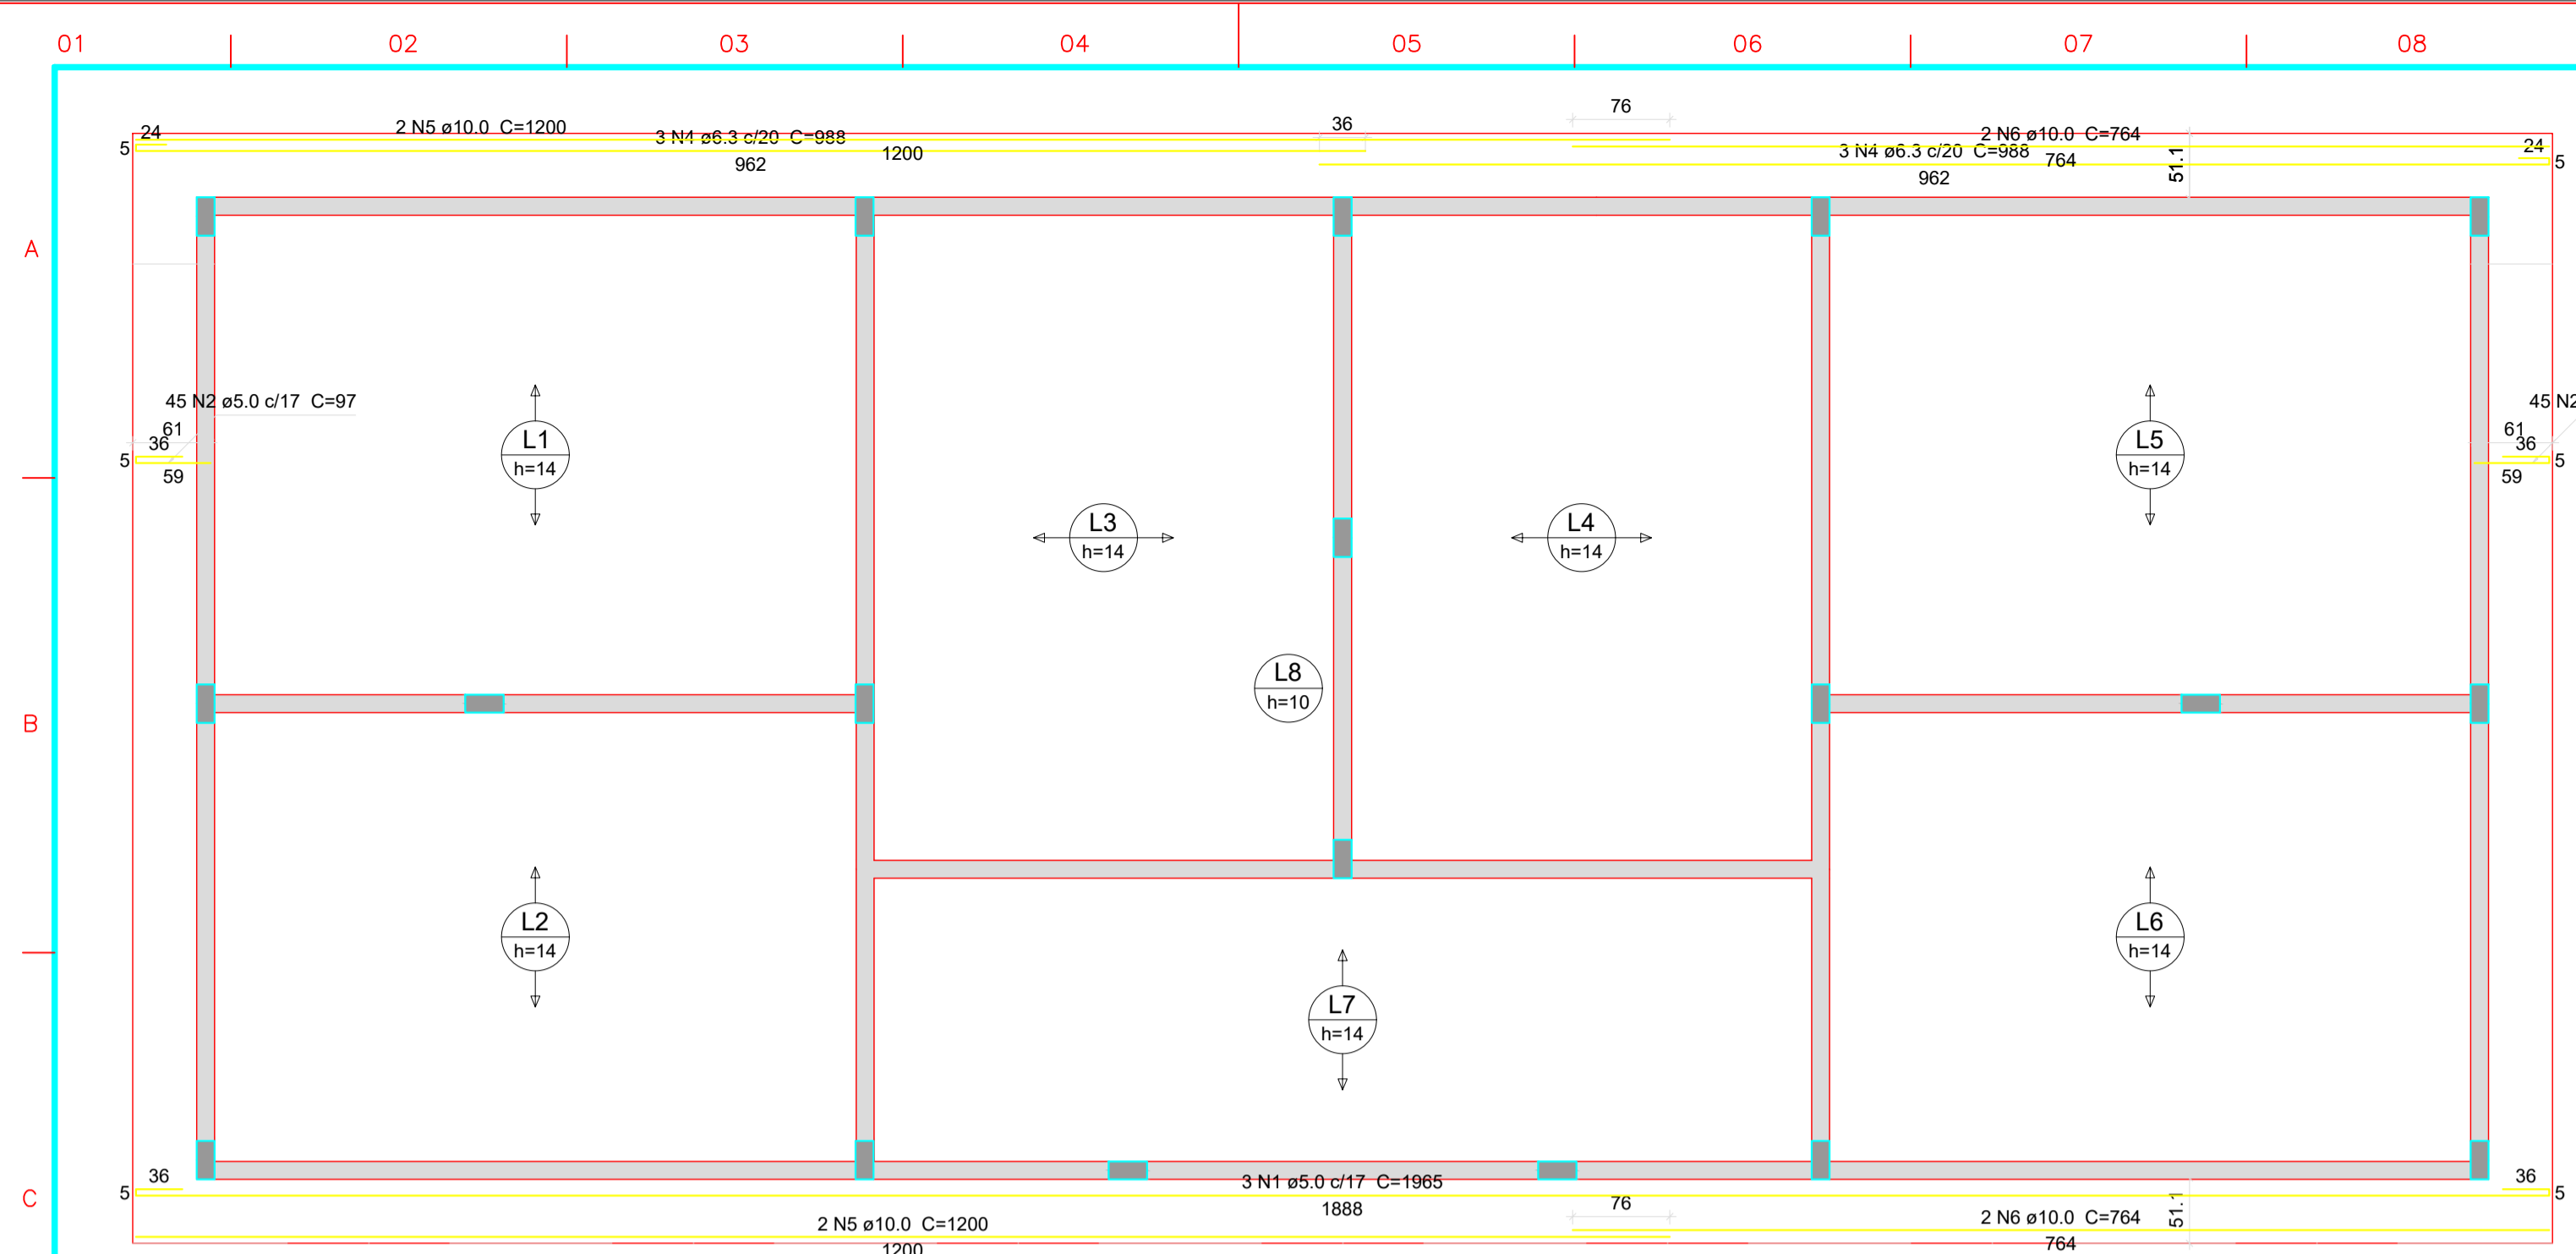 01 02 03 04 05 06 07 08
76
36
24 2 N5 ø10.0 C=1200 2 N6 ø10.0 C=764
3 N4 ø6.3 c/20 C=988 3 N4 ø6.3 c/20 C=988 24
5 1200 764 5
962 962 51.1
A
45 N2 ø5.0 c/17 C=97 45 N2
61 61
36 36
5 5
59 59
L1
h=14
L5
h=14
L3
h=14
L4
h=14
L8
h=10
B
L2
h=14
L6
h=14
L7
h=14
36 36
3 N1 ø5.0 c/17 C=1965
5 5
C
1888 76 51.1
2 N5 ø10.0 C=1200 2 N6 ø10.0 C=764
1200 764